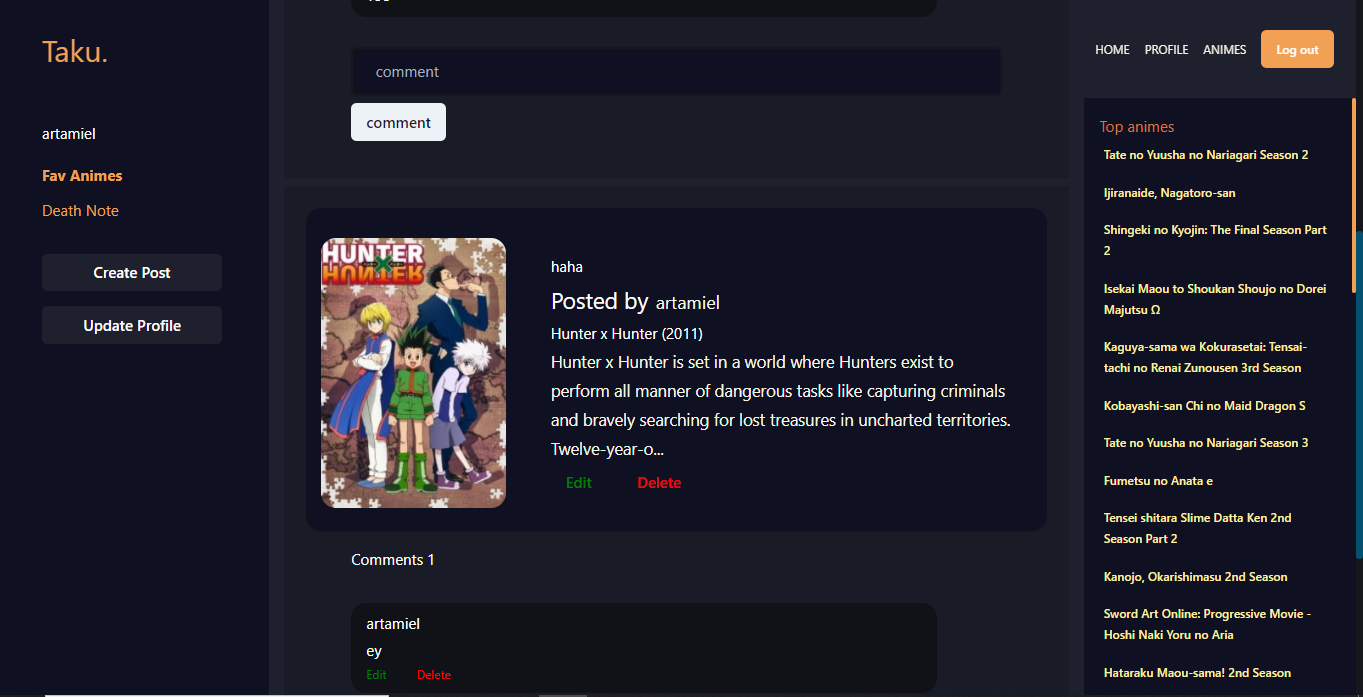 Taku.
artamiel
Fav Animes
Death Note
Create Post
Update Profile
comment
comment
HUNTER
HUNTER
haha
Posted by artamiel
Hunter x Hunter (2011)
Hunter x Hunter is set in a world where Hunters exist to
perform all manner of dangerous tasks like capturing criminals
and bravely searching for lost treasures in uncharted territories.
Twelve-year-o...
Edit Delete
Comments 1
artamiel
ey
Edit Delete
HOME PROFILE ANIMES Log out
Top animes
Tate no Yuusha no Nariagari Season 2
Ijiranaide, Nagatoro-san
Shingeki no Kyojin: The Final Season Part
2
Isekai Maou to Shoukan Shoujo no Dorei
Majutsu Ω
Kaguya-sama wa Kokurasetai: Tensai-
tachi no Renai Zunousen 3rd Season
Kobayashi-san Chi no Maid Dragon S
Tate no Yuusha no Nariagari Season 3
Fumetsu no Anata e
Tensei shitara Slime Datta Ken 2nd
Season Part 2
Kanojo, Okarishimasu 2nd Season
Sword Art Online: Progressive Movie -
Hoshi Naki Yoru no Aria
Hataraku Maou-sama! 2nd Season